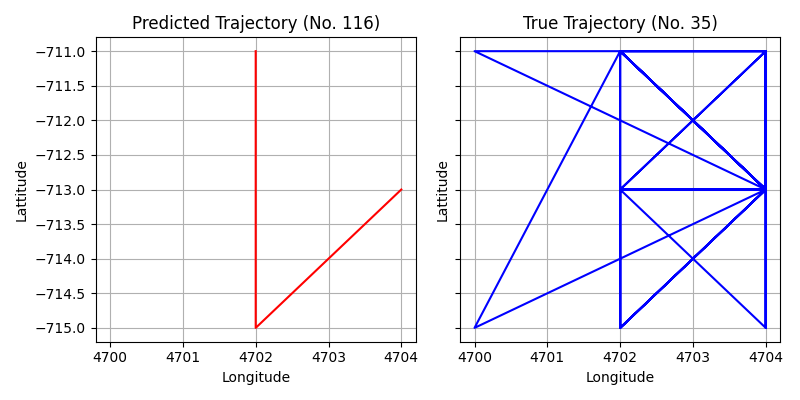 Predicted Trajectory (No. 116)
True Trajectory (No. 35)
−711.0
−711.5
−712.0
−712.5
−713.0
−713.5
−714.0
−714.5
−715.0
Lattitude
Lattitude
4700 4701 4702 4703 4704
4700 4701 4702 4703 4704
Longitude
Longitude